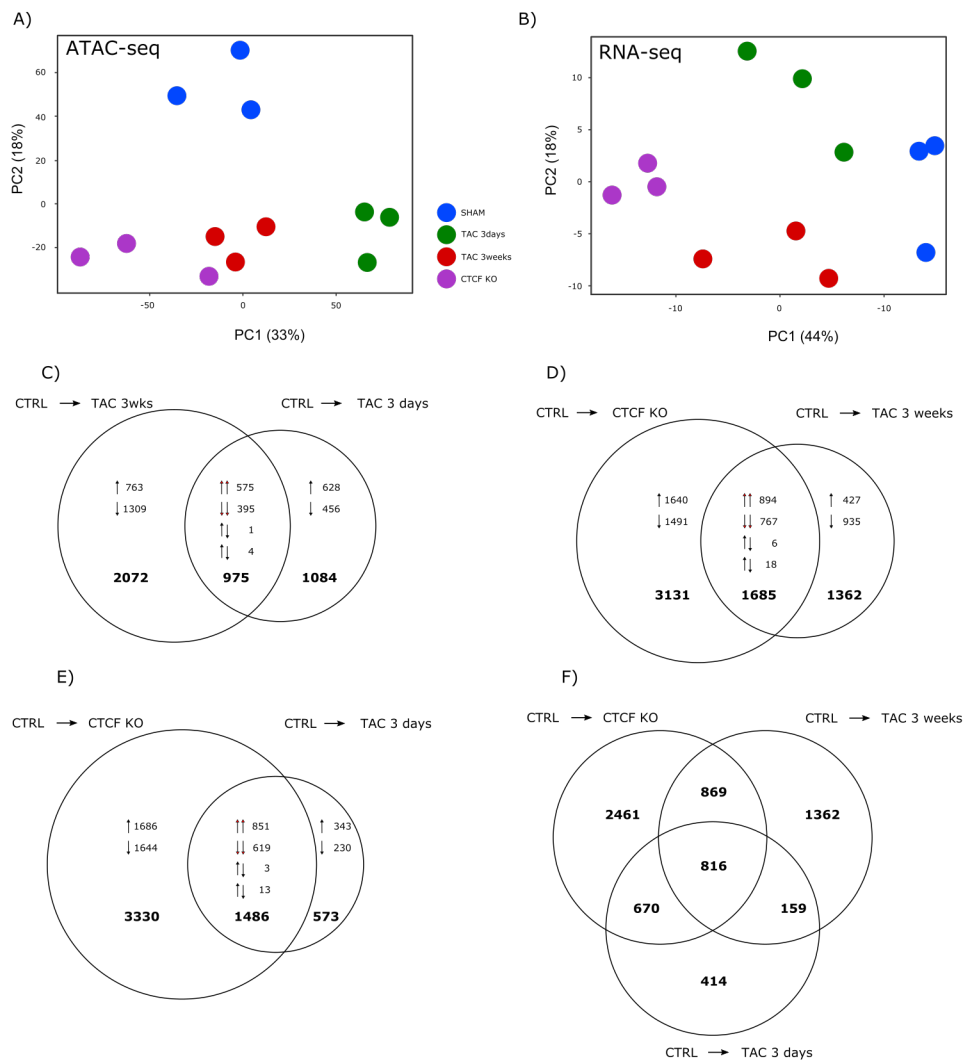 A)
ATAC-seq
60
40
20
0
-20
PC2 (18%)
-50
0
50
PC1 (33%)
SHAM
TAC 3days
TAC 3weeks
CTCF KO
B)
RNA-seq
10
5
0
-5
-10
PC2 (18%)
-10
0
-10
PC1 (44%)
C)
CTRL → TAC 3wks
CTRL → TAC 3 days
↑ 763
↓ 1309
2072
↑↑ 575
↓↓ 395
↑↓ 1
↑↓ 4
975
↑ 628
↓ 456
1084
D)
CTRL → CTCF KO
CTRL → TAC 3 weeks
↑ 1640
↓ 1491
3131
↑↑ 894
↓↓ 767
↑↓ 6
↑↓ 18
1685
↑ 427
↓ 935
1362
E)
CTRL → CTCF KO
CTRL → TAC 3 days
↑ 1686
↓ 1644
3330
↑↑ 851
↓↓ 619
↑↓ 3
↑↓ 13
1486
↑ 343
↓ 230
573
F)
CTRL → CTCF KO
CTRL → TAC 3 weeks
2461
869
1362
816
670
159
414
CTRL → TAC 3 days